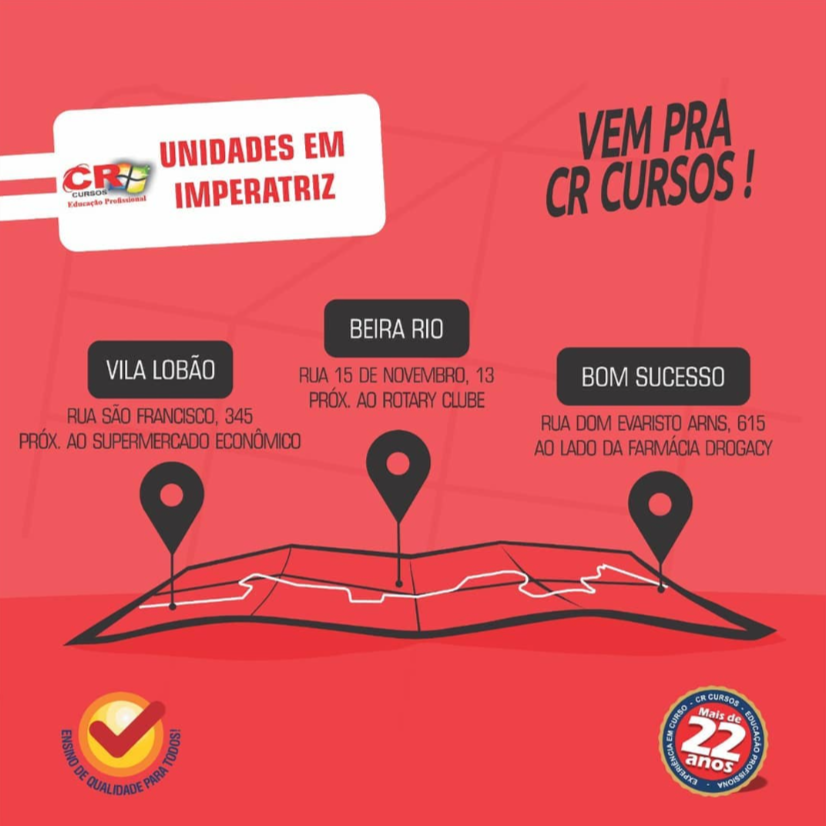 CR
CURSOS
Educação Profissional
UNIDADES EM
IMPERATRIZ
VEM PRA
CR CURSOS !
VILA LOBÃO
RUA SÃO FRANCISCO, 345
PRÓX. AO SUPERMERCADO ECONÔMICO
BEIRA RIO
RUA 15 DE NOVEMBRO, 13
PRÓX. AO ROTARY CLUBE
BOM SUCESSO
RUA DOM EVARISTO ARNS, 615
AO LADO DA FARMÁCIA DROGACY
ENSINO DE QUALIDADE PARA TODOS!
CR CURSOS - EDUCAÇÃO PROFISSIONA - EXPERIÊNCIA EM CURSO -
Mais de
22
anos